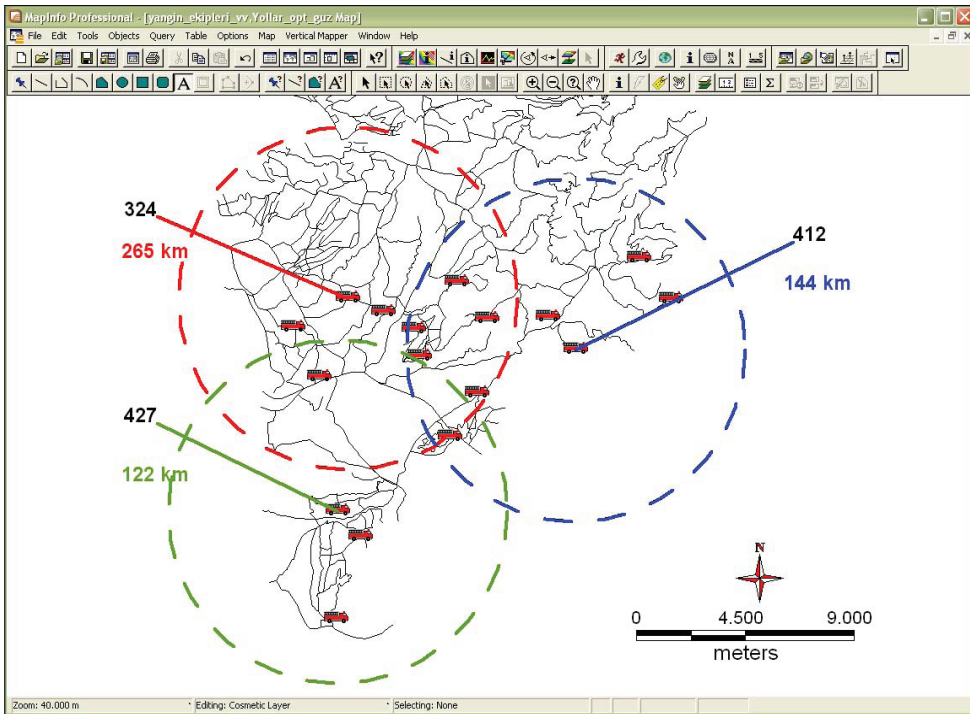 MapInfo Professional - [yangin_ekipleri_vv,Yollar_opt_guz Map]
File Edit Tools Objects Query Table Options Map Vertical Mapper Window Help
324
265 km
412
144 km
427
122 km
N
0 4.500 9.000
meters
Zoom: 40.000 m Editing: Cosmetic Layer Selecting: None